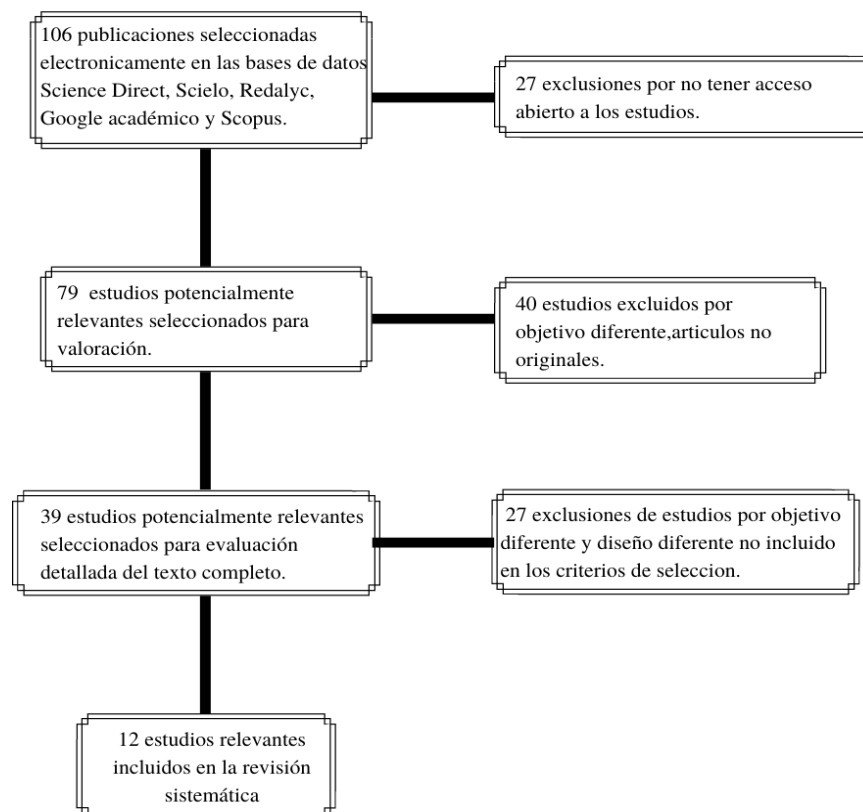 106 publicaciones seleccionadas
electronicamente en las bases de datos
Science Direct, Scielo, Redalyc,
Google académico y Scopus.
27 exclusiones por no tener acceso
abierto a los estudios.
79 estudios potencialmente
relevantes seleccionados para
valoración.
40 estudios excluidos por
objetivo diferente,articulos no
originales.
39 estudios potencialmente relevantes
seleccionados para evaluación
detallada del texto completo.
27 exclusiones de estudios por objetivo
diferente y diseño diferente no incluido
en los criterios de seleccion.
12 estudios relevantes
incluidos en la revisión
sistemática